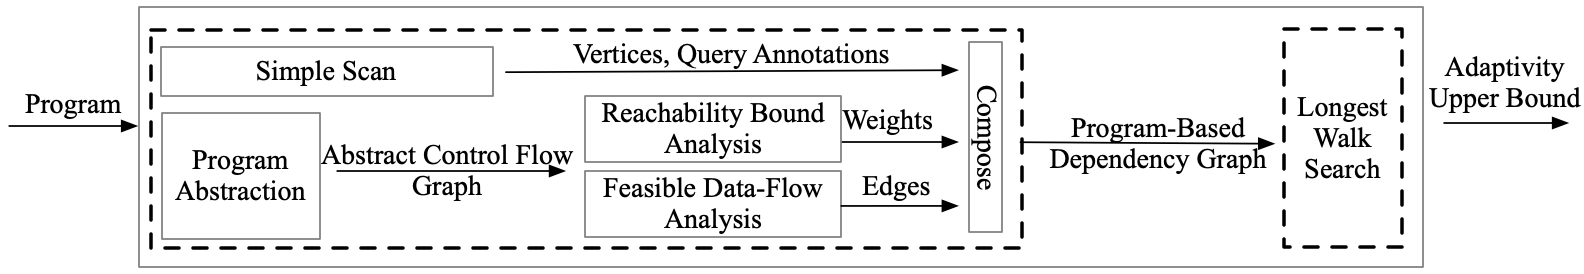 Program
Simple Scan
Vertices, Query Annotations
Program
Abstraction
Abstract Control Flow
Graph
Reachability Bound
Analysis
Weights
Feasible Data-Flow
Analysis
Edges
Compose
Program-Based
Dependency Graph
Longest
Walk
Search
Adaptivity
Upper Bound